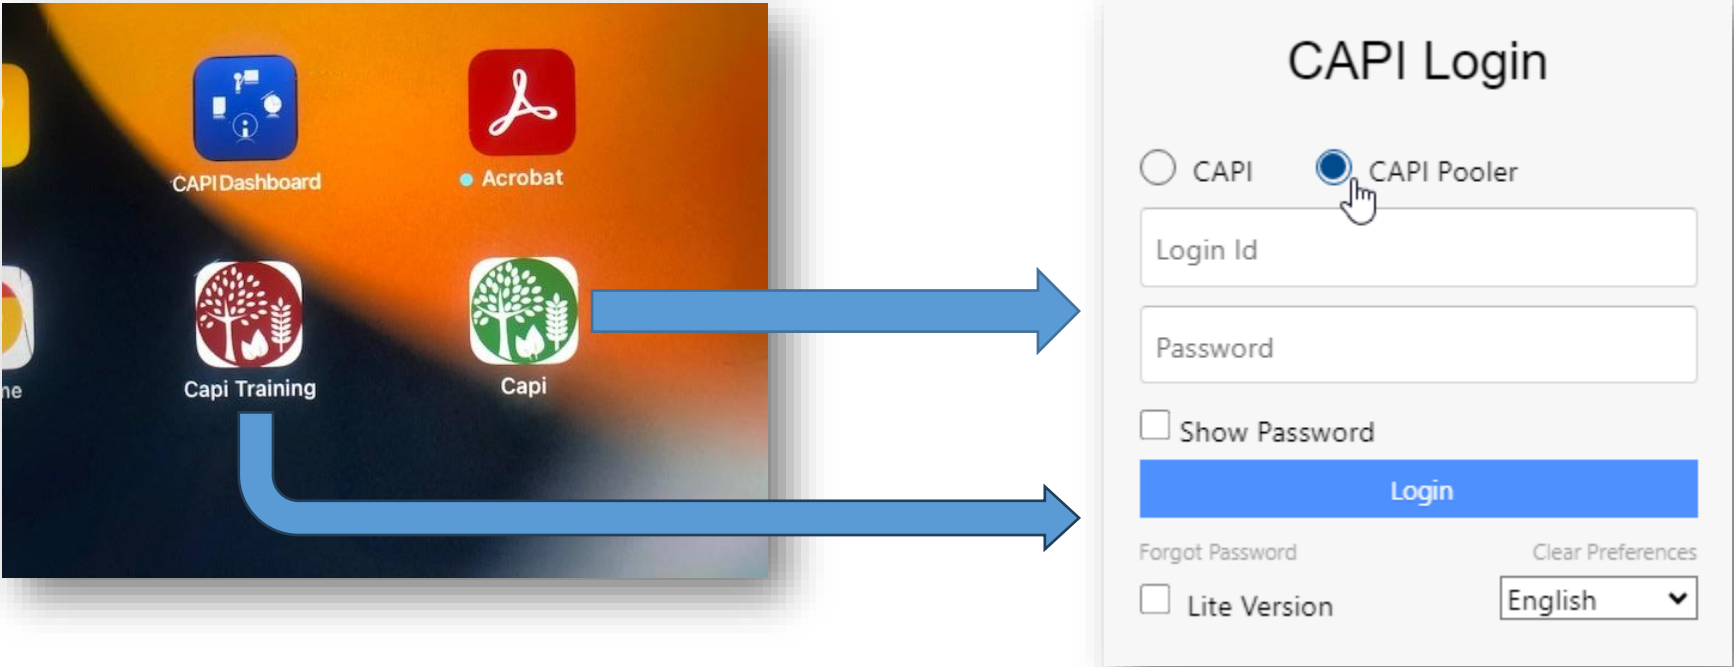 CAPI Dashboard
Acrobat
Capi Training
Capi
CAPI Login
CAPI
CAPI Pooler
Login Id
Password
Show Password
Login
Forgot Password
Clear Preferences
Lite Version
English